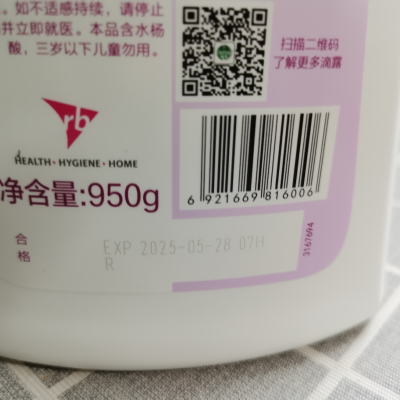 如不适感持续，请停止
并立即就医。本品含水杨
酸，三岁以下儿童勿用。
扫描二维码
了解更多滴露
rb
HEALTH • HYGIENE • HOME
净含量:950g
6 921669 816006
合格
EXP 2025-05-28 07H
R
3167694